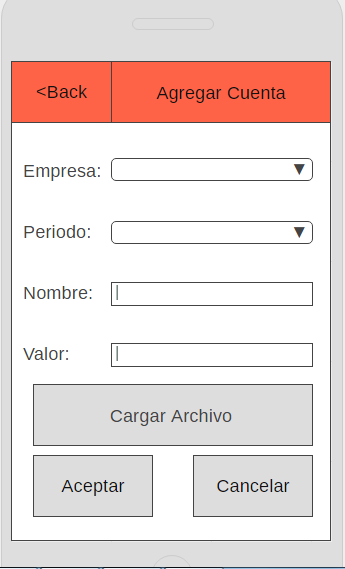 <Back
Agregar Cuenta
Empresa:
Periodo:
Nombre:
Valor:
Cargar Archivo
Aceptar
Cancelar